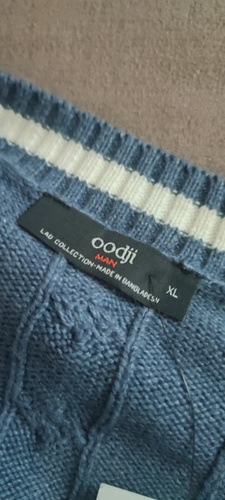 oodji
MAN
LAB COLLECTION-MADE IN BANGLADESH
XL